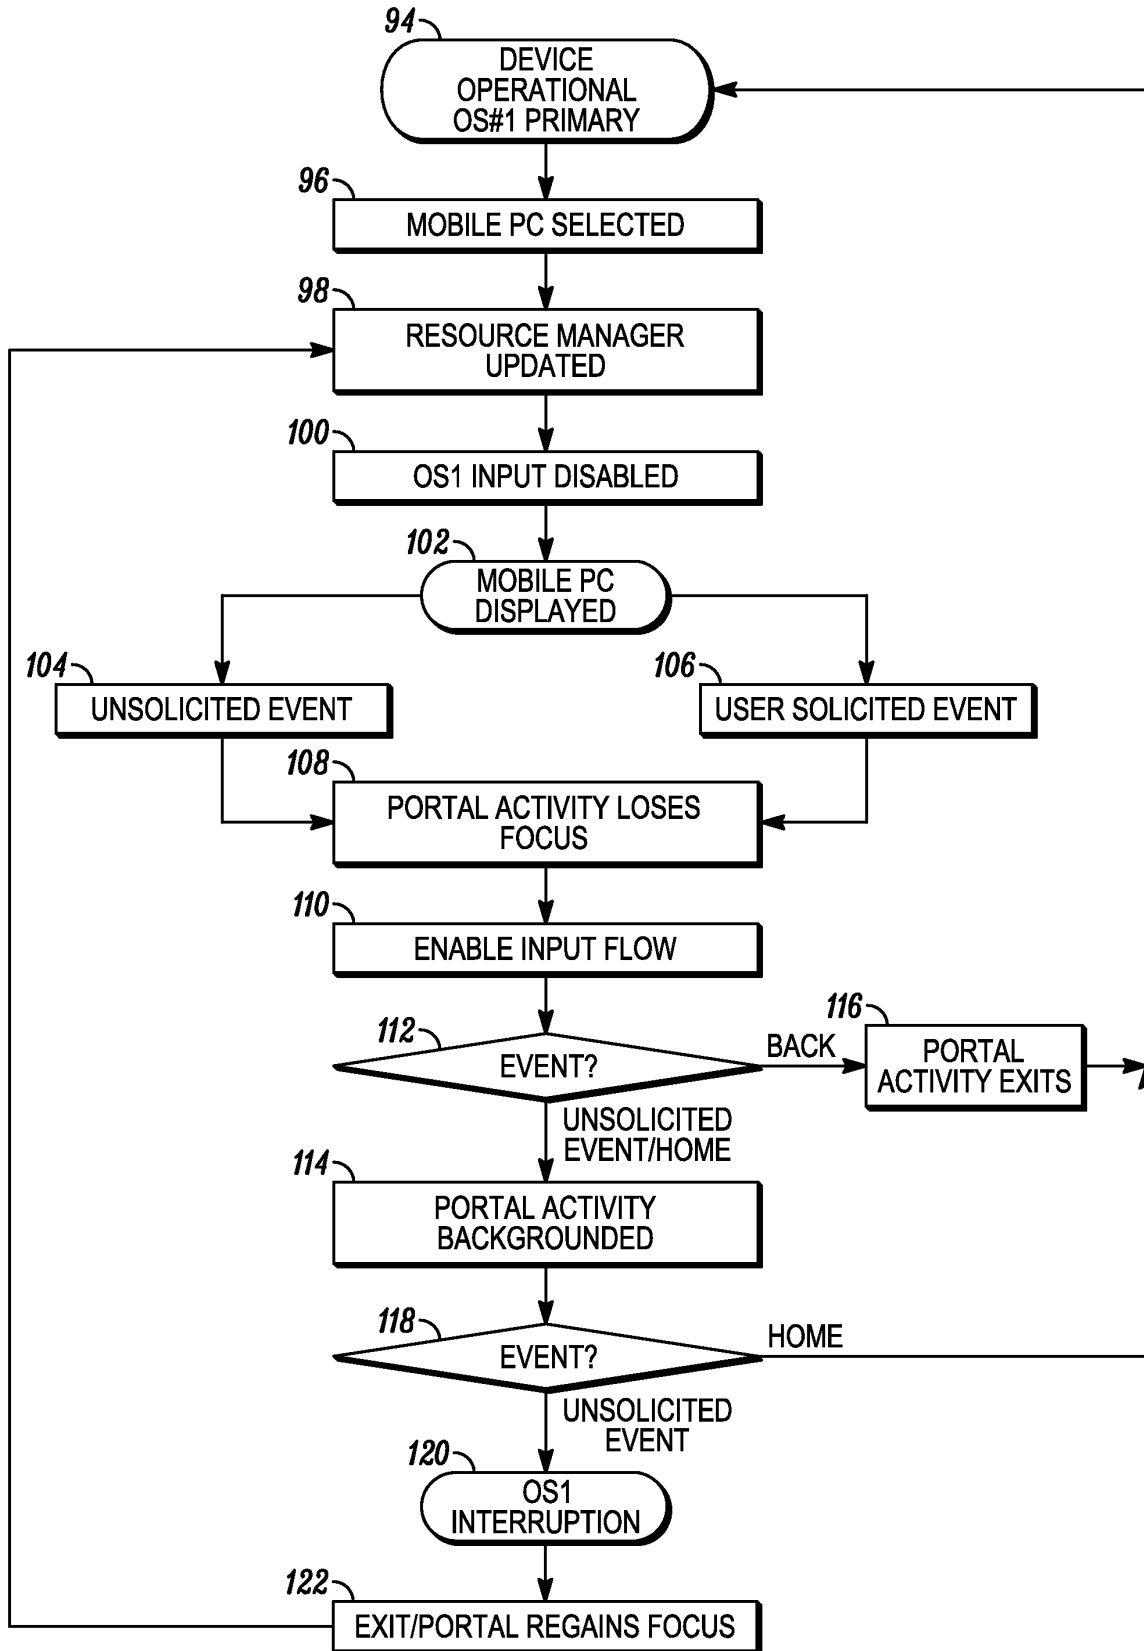 94
DEVICE
OPERATIONAL
OS#1 PRIMARY
96
MOBILE PC SELECTED
98
RESOURCE MANAGER
UPDATED
100
OS1 INPUT DISABLED
102
MOBILE PC
DISPLAYED
104
UNSOLICITED EVENT
106
USER SOLICITED EVENT
108
PORTAL ACTIVITY LOSES
FOCUS
110
ENABLE INPUT FLOW
112
EVENT?
BACK
116
PORTAL
ACTIVITY EXITS
UNSOLICITED
EVENT/HOME
114
PORTAL ACTIVITY
BACKGROUNDED
118
EVENT?
HOME
UNSOLICITED
EVENT
120
OS1
INTERRUPTION
122
EXIT/PORTAL REGAINS FOCUS